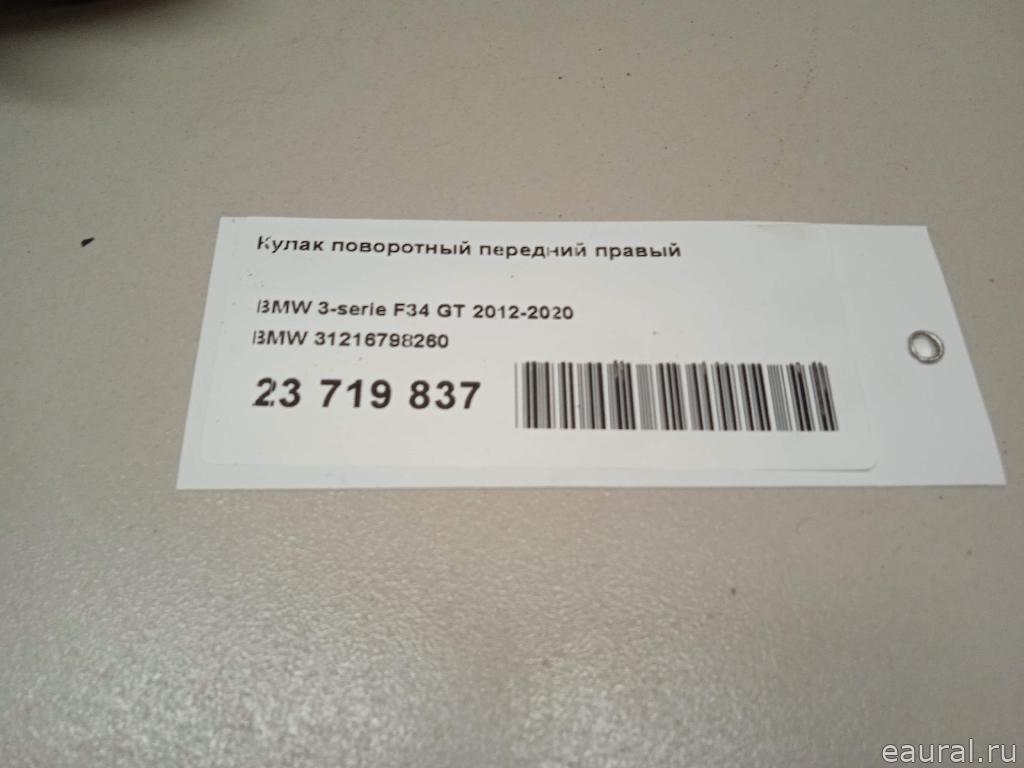 Кулак поворотный передний правый
BMW 3-serie F34 GT 2012-2020
BMW 31216798260
23 719 837
eaural.ru